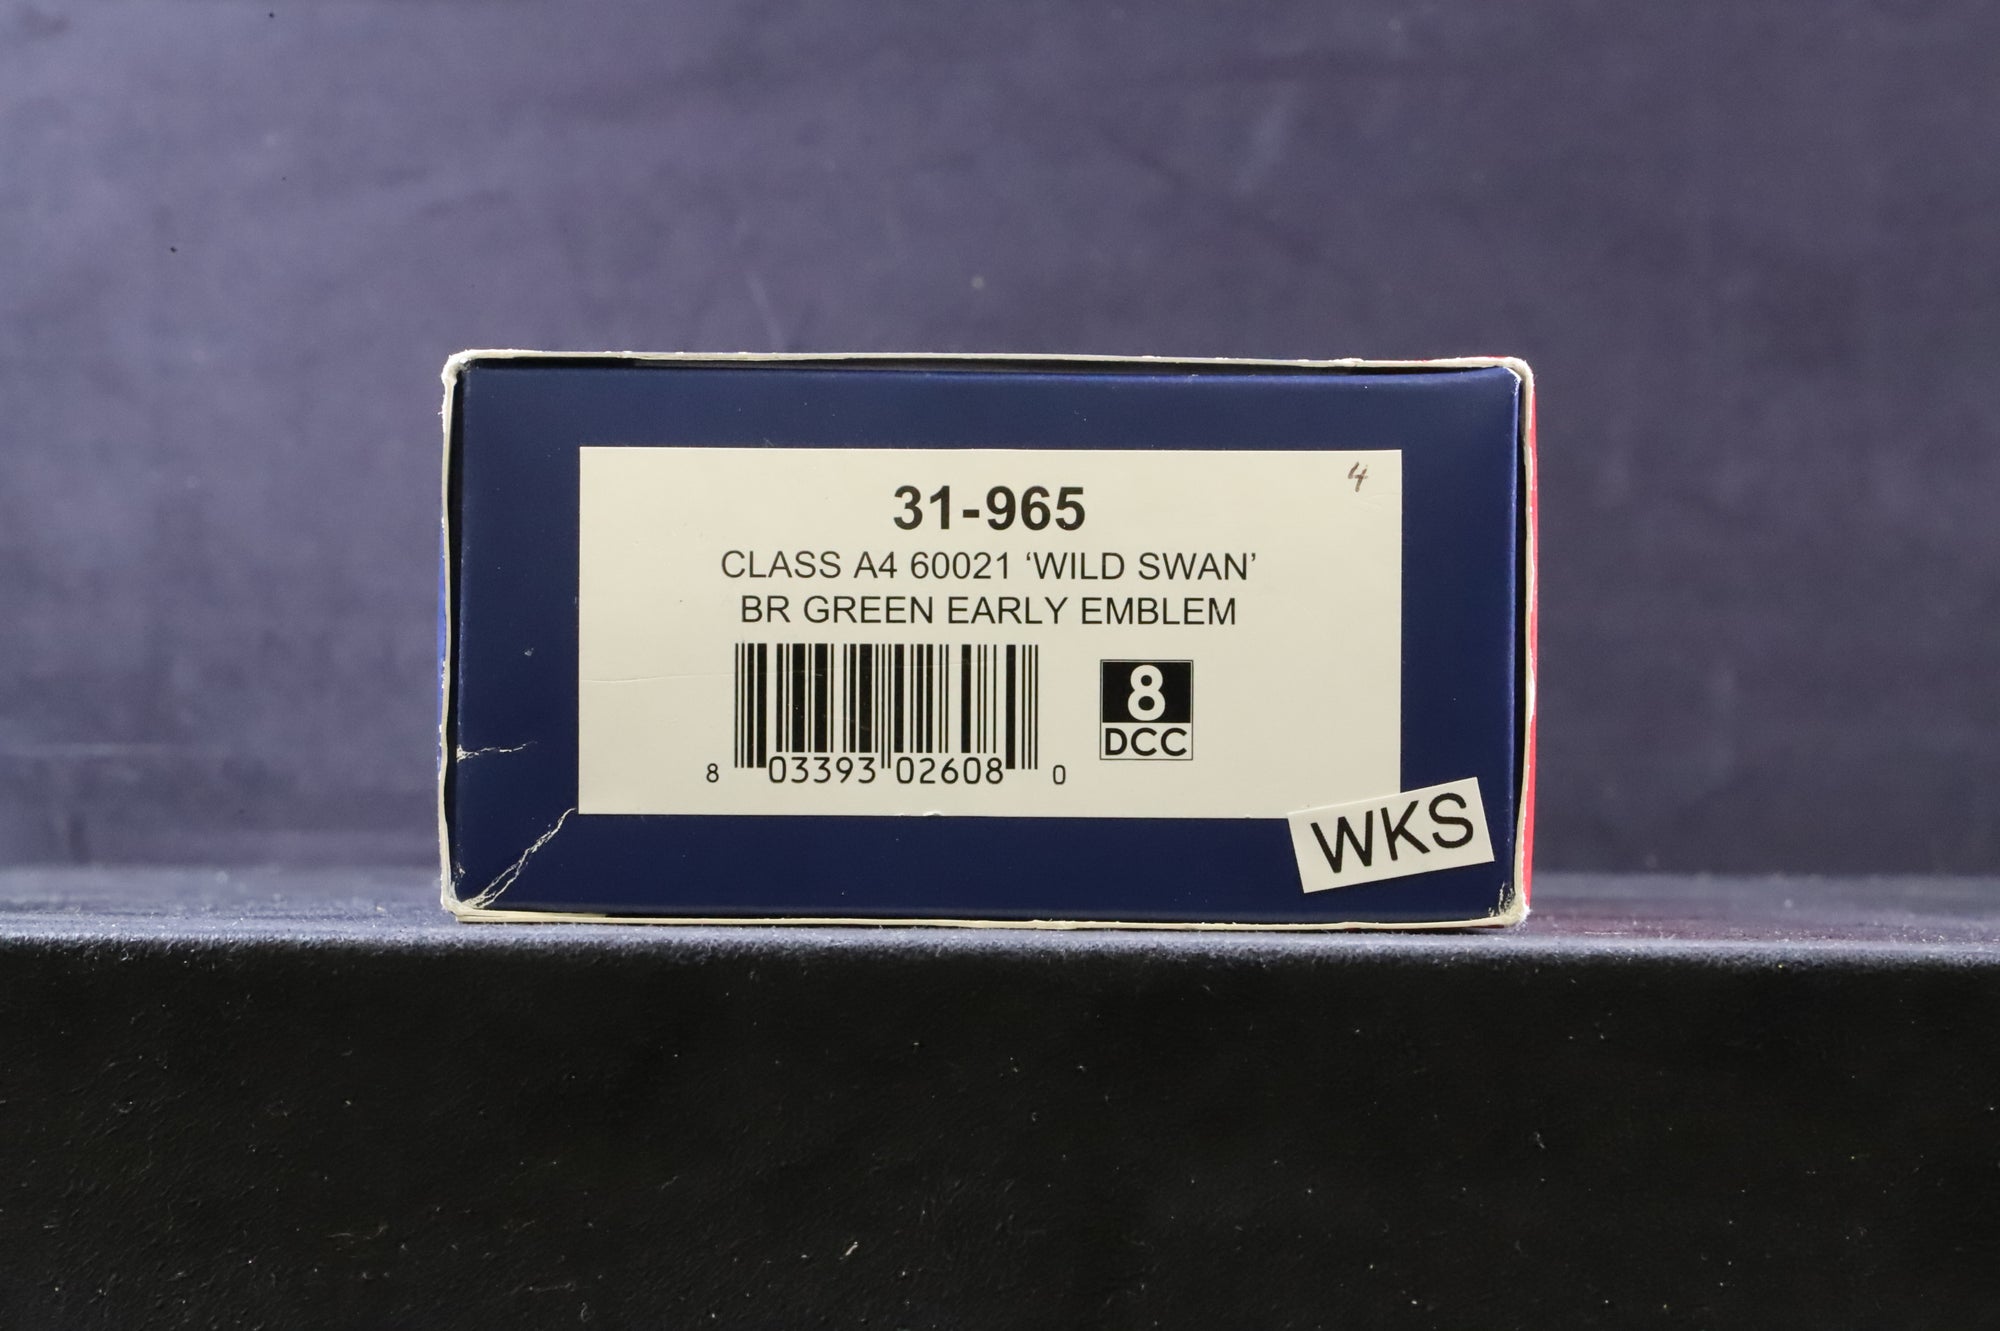 4
31-965
CLASS A4 60021 ‘WILD SWAN’
BR GREEN EARLY EMBLEM
8 03393 02608 0
8
DCC
WKS